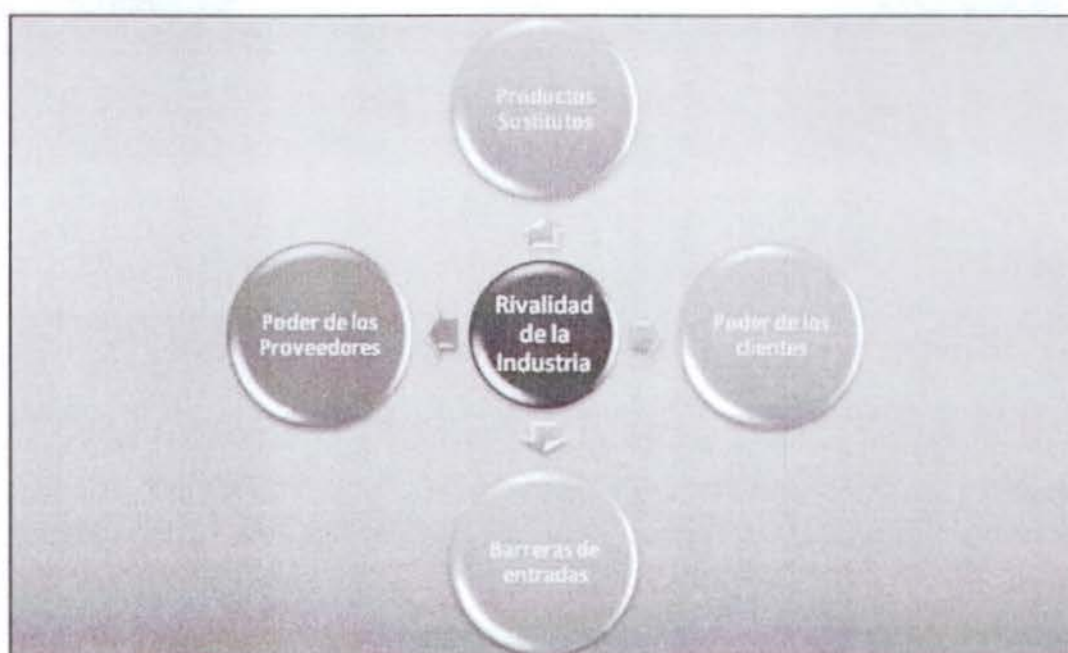 Productos
Sustitutos
Poder de los
Proveedores
Rivalidad
de la
Industria
Poder de los
clientes
Barreras de
entradas